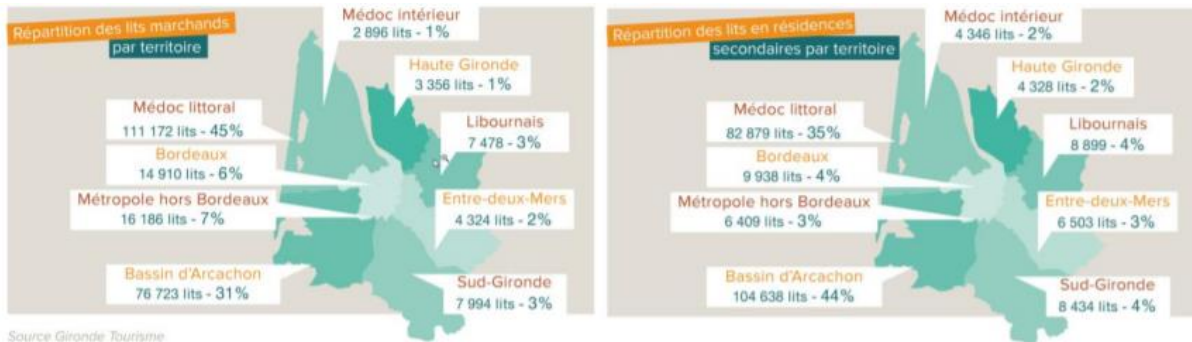 Répartition des lits marchands
par territoire
Médoc intérieur
2 896 lits - 1%
Haute Gironde
3 356 lits - 1%
Médoc littoral
111 172 lits - 45%
Libournais
7 478 - 3%
Bordeaux
14 910 lits - 6%
Métropole hors Bordeaux
16 186 lits - 7%
Entre-deux-Mers
4 324 lits - 2%
Bassin d'Arcachon
76 723 lits - 31%
Sud-Gironde
7 994 lits - 3%
Source Gironde Tourisme
Répartition des lits en résidences
secondaires par territoire
Médoc intérieur
4 346 lits - 2%
Haute Gironde
4 328 lits - 2%
Médoc littoral
82 879 lits - 35%
Libournais
8 899 lits - 4%
Bordeaux
9 938 lits - 4%
Métropole hors Bordeaux
6 409 lits - 3%
Entre-deux-Mers
6 503 lits - 3%
Bassin d'Arcachon
104 638 lits - 44%
Sud-Gironde
8 434 lits - 4%